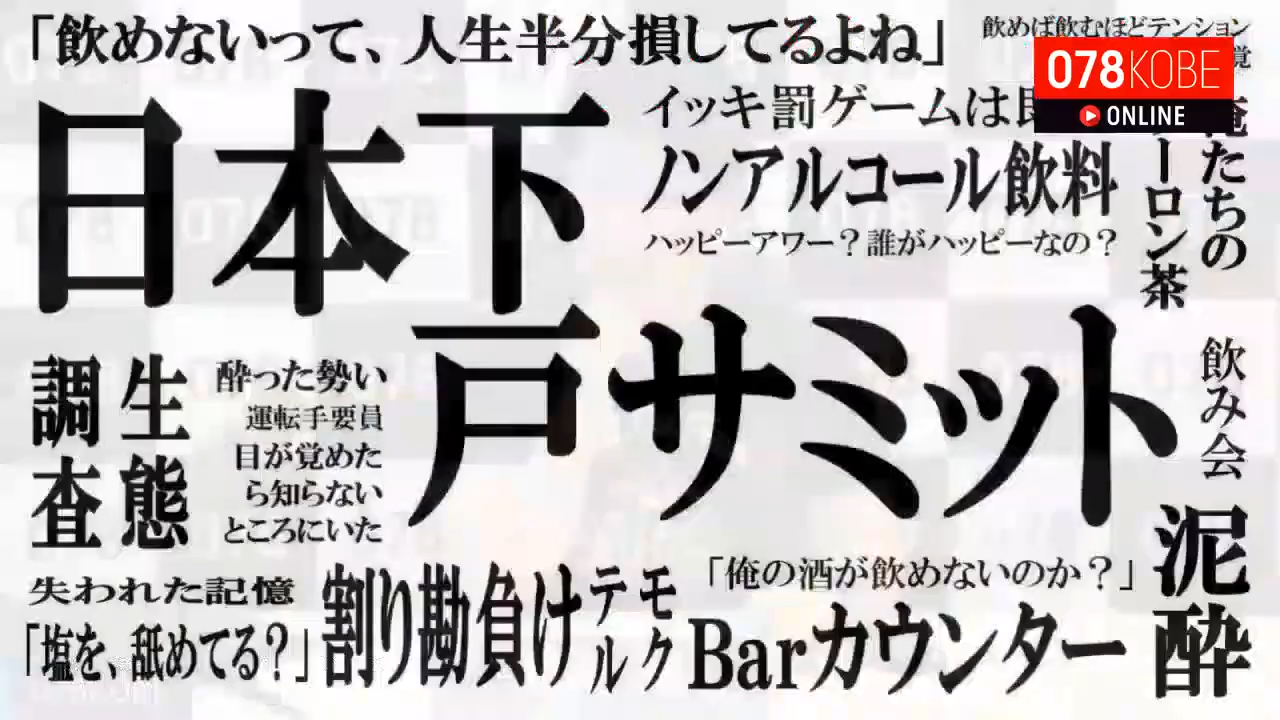 「飲めないって、人生半分損してるよね」
飲めば飲むほどテンション
覚
078KOBE
ONLINE
日本下
戸サミット
イッキ罰ゲームは
ノンアルコール飲料
ハッピーアワー？誰がハッピーなの？
俺たちの
ーロン茶
飲み会
泥酔
生態
調査
酔った勢い
運転手要員
目が覚めた
ら知らない
ところにいた
失われた記憶
「塩を、舐めてる？」
割り勘負け
モク
テル
「俺の酒が飲めないのか？」
Barカウンター